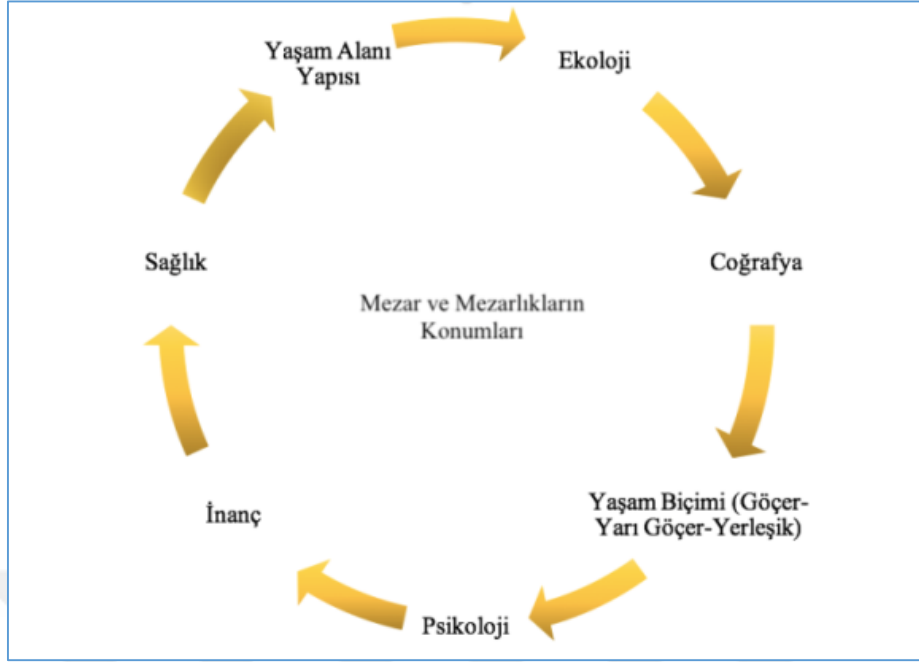 Yaşam Alanı
Yapısı
Ekoloji
Coğrafya
Yaşam Biçimi (Göçer-
Yarı Göçer-Yerleşik)
Psikoloji
İnanç
Sağlık
Mezar ve Mezarlıkların
Konumları